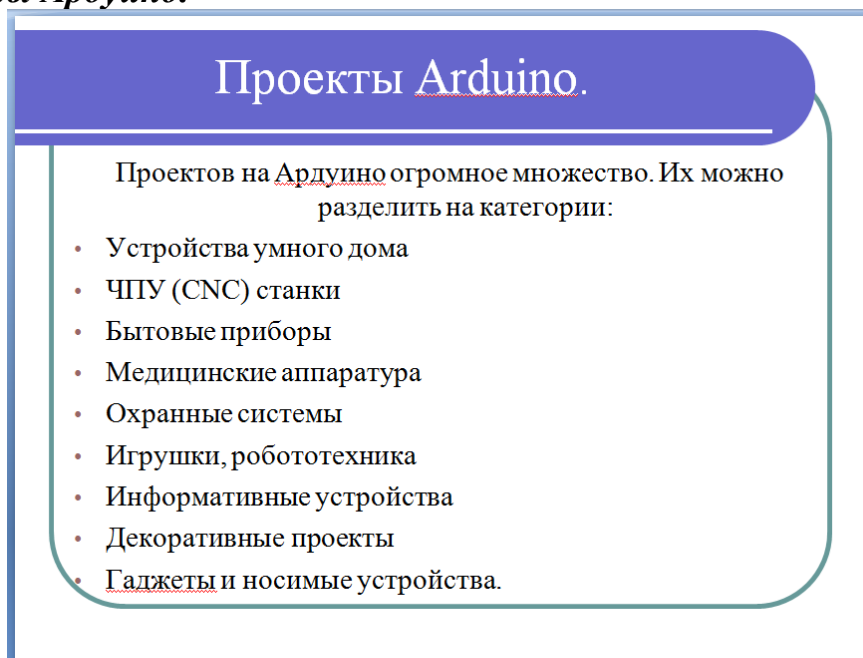 Ардуино.
Проекты Arduino.
Проектов на Ардуино огромное множество. Их можно
разделить на категории:
• Устройства умного дома
• ЧПУ (CNC) станки
• Бытовые приборы
• Медицинские аппаратура
• Охранные системы
• Игрушки, робототехника
• Информативные устройства
• Декоративные проекты
• Гаджеты и носимые устройства.